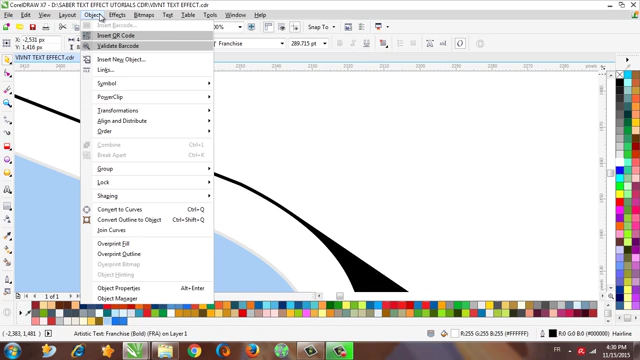 CorelDRAW X7 - D:\SABER TEXT EFFECT UTORIALS CDR\VIVNT TEXT EFFECT.cdr
Edit View Layout Object Effects Bitmaps Text Table Tools Window Help
Insert Barcode...
Insert QR Code
Validate Barcode
Insert New Object...
Links...
Symbol
PowerClip
Transformations
Align and Distribute
Order
Combine Ctrl+L
Break Apart Ctrl+K
Group
Lock
Shaping
Convert to Curves Ctrl+Q
Convert Outline to Object Ctrl+Shift+Q
Join Curves
Overprint Fill
Overprint Outline
Overprint Bitmap
Object Hinting
Object Properties Alt+Enter
Object Manager
Snap To
X: -2,531 m
Y: 1,416 m
Franchise
289.715 pt
VIVNT TEXT EFFECT.cdr
1 of 1
(-2,383, 1,481)
Artistic Text: Franchise (Bold) (FRA) on Layer 1
R:255 G:255 B:255 (#FFFFFF)
R:0 G:0 B:0 (#000000) Hairline
FR
4:30 PM
11/15/2015